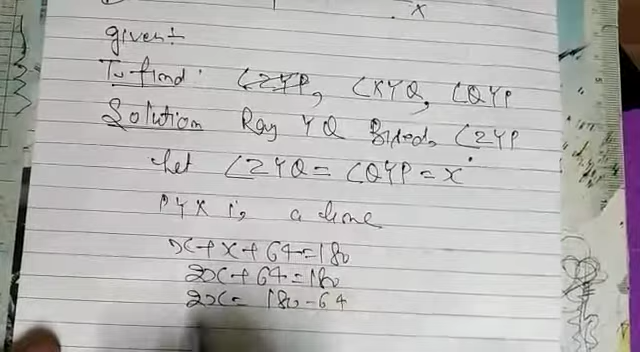 x
given:-
To find: ∠ZYP, ∠XYQ, ∠QYP
Solution Ray YQ Bisects ∠ZYP
Let ∠ZYQ = ∠QYP = x
PYX is a line
x+x+64=180
2x+64=180
2x= 180-64